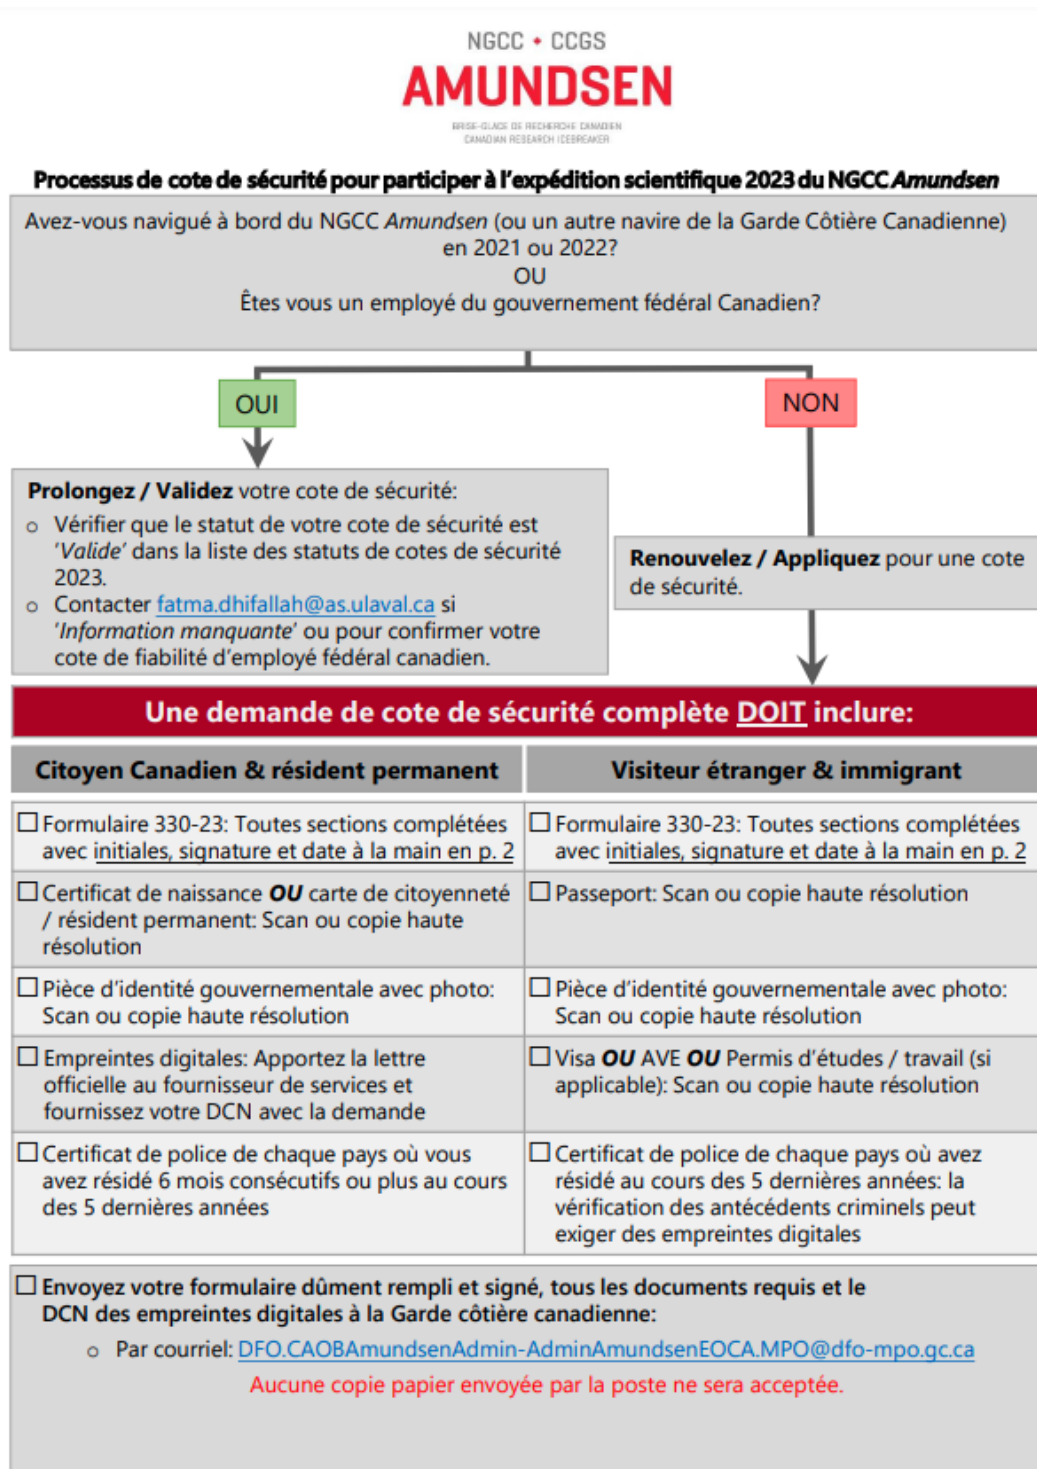 NGCC • CCGS
AMUNDSEN
BRISE-GLACE DE RECHERCHE CANADIEN
CANADIAN RESEARCH ICEBREAKER
Processus de cote de sécurité pour participer à l'expédition scientifique 2023 du NGCC Amundsen
Avez-vous navigué à bord du NGCC Amundsen (ou un autre navire de la Garde Côtière Canadienne)
en 2021 ou 2022?
OU
Êtes vous un employé du gouvernement fédéral Canadien?
OUI
NON
Prolongez / Validez votre cote de sécurité:
o Vérifier que le statut de votre cote de sécurité est
'Valide' dans la liste des statuts de cotes de sécurité
2023.
o Contacter fatma.dhifallah@as.ulaval.ca si
'Information manquante' ou pour confirmer votre
cote de fiabilité d'employé fédéral canadien.
Renouvelez / Appliquez pour une cote
de sécurité.
Une demande de cote de sécurité complète DOIT inclure:
Citoyen Canadien & résident permanent
☐ Formulaire 330-23: Toutes sections complétées
avec initiales, signature et date à la main en p. 2
☐ Certificat de naissance OU carte de citoyenneté
/ résident permanent: Scan ou copie haute
résolution
☐ Pièce d'identité gouvernementale avec photo:
Scan ou copie haute résolution
☐ Empreintes digitales: Apportez la lettre
officielle au fournisseur de services et
fournissez votre DCN avec la demande
☐ Certificat de police de chaque pays où vous
avez résidé 6 mois consécutifs ou plus au cours
des 5 dernières années
Visiteur étranger & immigrant
☐ Formulaire 330-23: Toutes sections complétées
avec initiales, signature et date à la main en p. 2
☐ Passeport: Scan ou copie haute résolution
☐ Pièce d'identité gouvernementale avec photo:
Scan ou copie haute résolution
☐ Visa OU AVE OU Permis d'études / travail (si
applicable): Scan ou copie haute résolution
☐ Certificat de police de chaque pays où avez
résidé au cours des 5 dernières années: la
vérification des antécédents criminels peut
exiger des empreintes digitales
☐ Envoyez votre formulaire dûment rempli et signé, tous les documents requis et le
DCN des empreintes digitales à la Garde côtière canadienne:
o Par courriel: DFO.CAOBAmundsenAdmin-AdminAmundsenEOCA.MPO@dfo-mpo.gc.ca
Aucune copie papier envoyée par la poste ne sera acceptée.